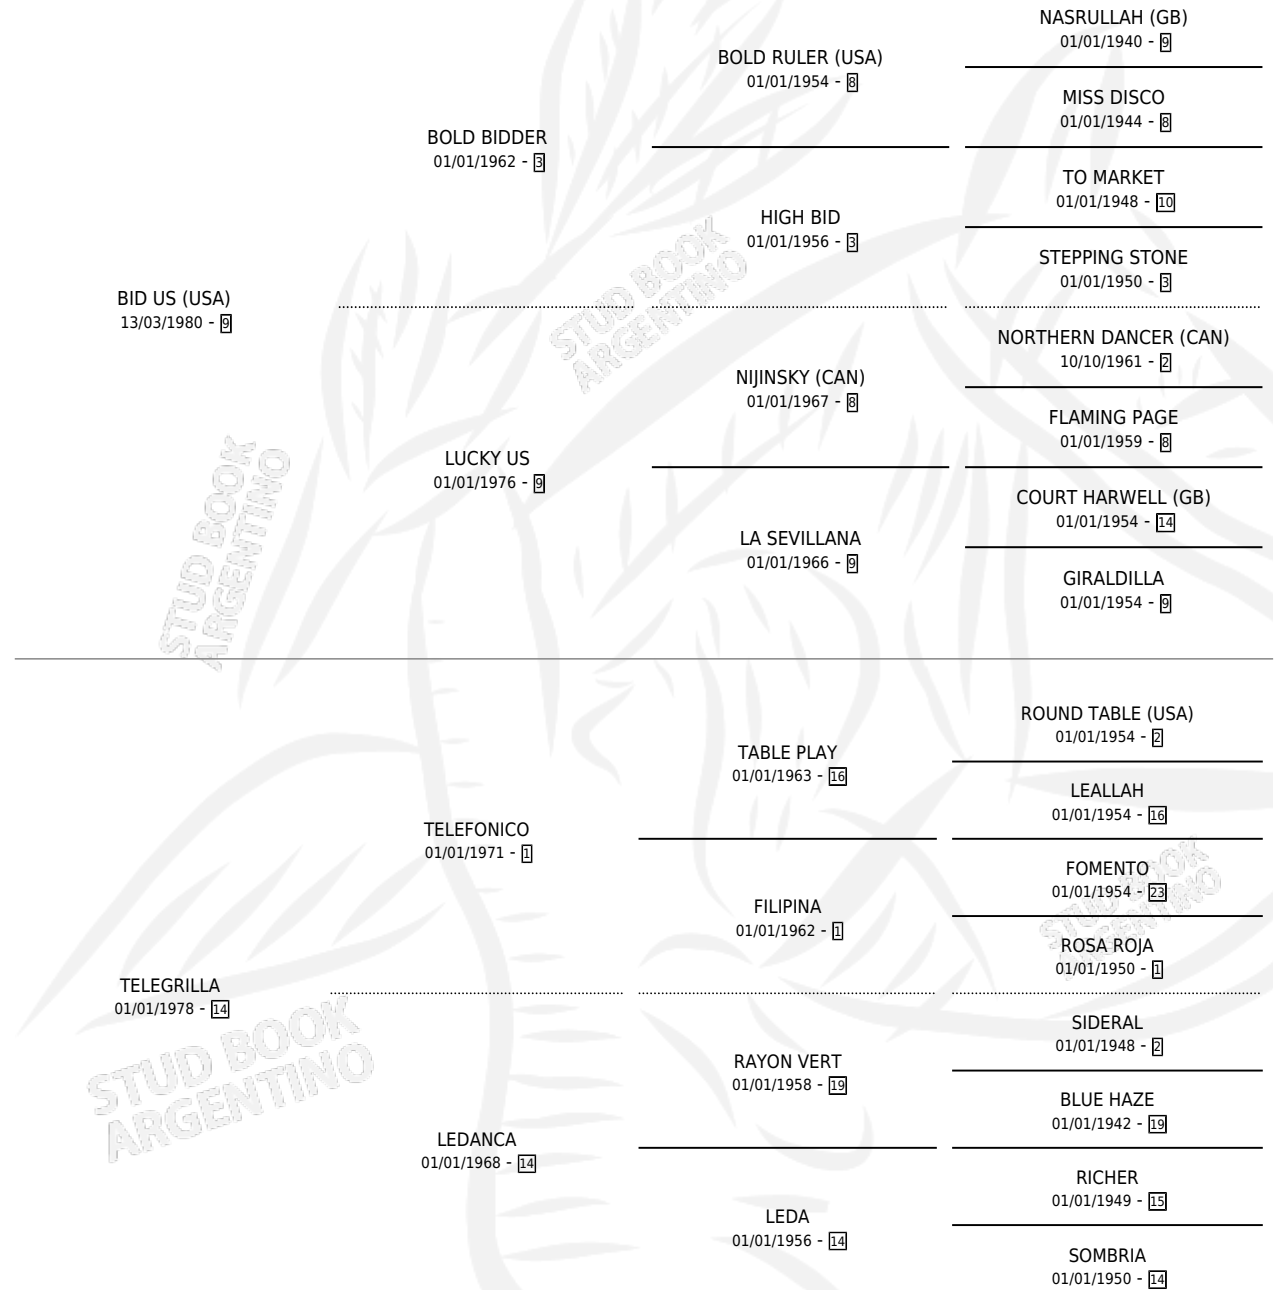 NASRULLAH (GB)
01/01/1940 - 9
BOLD RULER (USA)
01/01/1954 - 8
MISS DISCO
01/01/1944 - 8
BOLD BIDDER
01/01/1962 - 3
TO MARKET
01/01/1948 - 10
HIGH BID
01/01/1956 - 3
STEPPING STONE
01/01/1950 - 3
BID US (USA)
13/03/1980 - 9
NORTHERN DANCER (CAN)
10/10/1961 - 2
NIJINSKY (CAN)
01/01/1967 - 8
FLAMING PAGE
01/01/1959 - 8
LUCKY US
01/01/1976 - 9
COURT HARWELL (GB)
01/01/1954 - 14
LA SEVILLANA
01/01/1966 - 9
GIRALDILLA
01/01/1954 - 9
ROUND TABLE (USA)
01/01/1954 - 2
TABLE PLAY
01/01/1963 - 16
LEALLAH
01/01/1954 - 16
TELEFONICO
01/01/1971 - 1
FOMENTO
01/01/1954 - 23
FILIPINA
01/01/1962 - 1
ROSA ROJA
01/01/1950 - 1
TELEGRILLA
01/01/1978 - 14
SIDERAL
01/01/1948 - 2
RAYON VERT
01/01/1958 - 19
BLUE HAZE
01/01/1942 - 19
LEDANCA
01/01/1968 - 14
RICHER
01/01/1949 - 15
LEDA
01/01/1956 - 14
SOMBRIA
01/01/1950 - 14
STUD BOOK
ARGENTINO
STUD BOOK
ARGENTINO
STUD BOOK
ARGENTINO
STUD BOOK
ARGENTINO